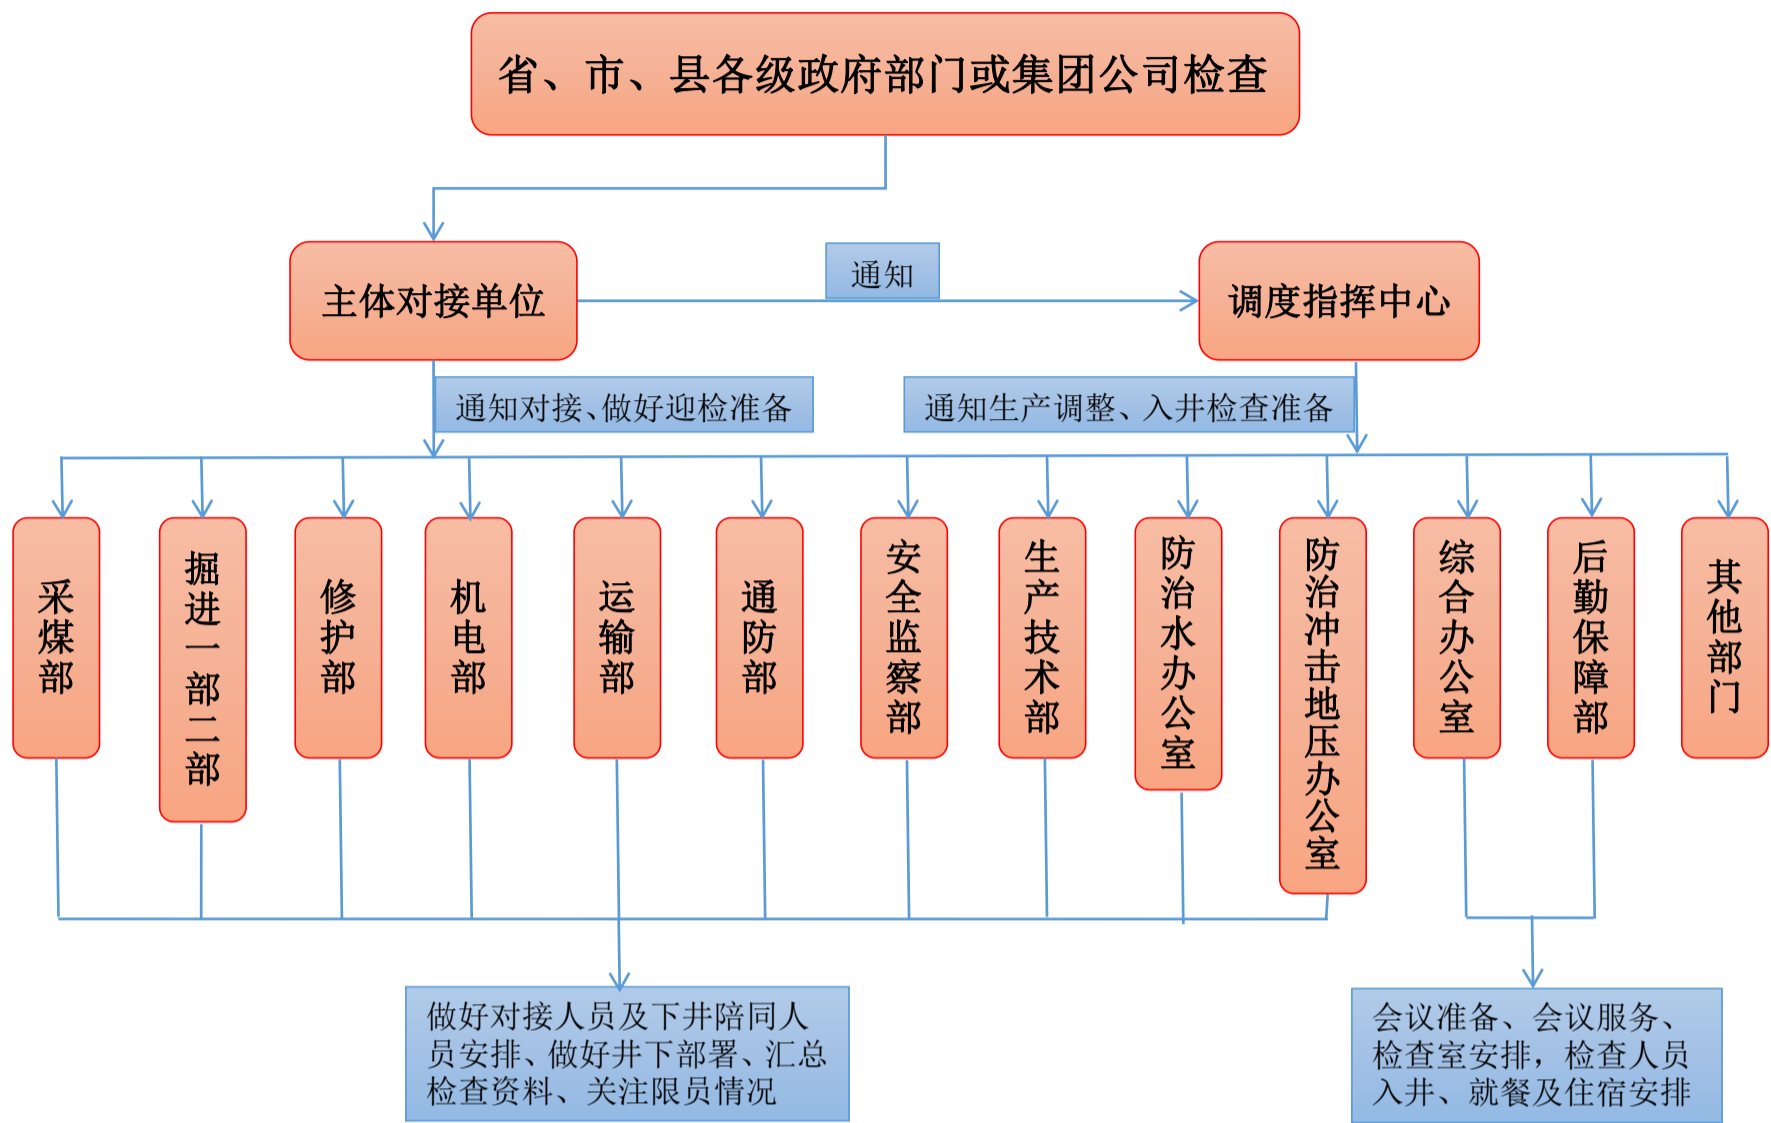 省、市、县各级政府部门或集团公司检查
主体对接单位
通知
调度指挥中心
通知对接、做好迎检准备
通知生产调整、入井检查准备
采煤部
掘进一部二部
修护部
机电部
运输部
通防部
安全监察部
生产技术部
防治水办公室
防治冲击地压办公室
综合办公室
后勤保障部
其他部门
做好对接人员及下井陪同人
员安排、做好井下部署、汇总
检查资料、关注限员情况
会议准备、会议服务、
检查室安排，检查人员
入井、就餐及住宿安排